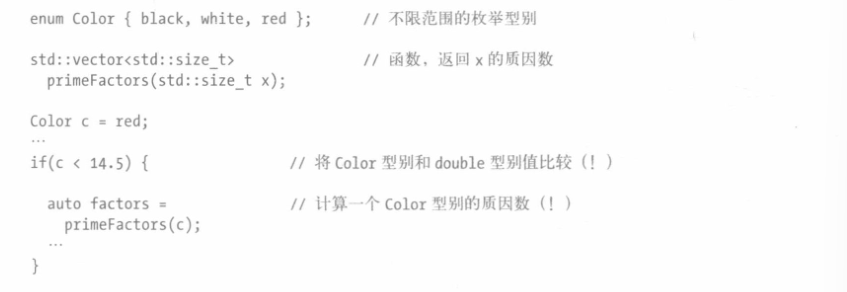 enum Color { black, white, red };      // 不限范围的枚举型别
std::vector<std::size_t>               // 函数，返回 x 的质因数
  primeFactors(std::size_t x);
Color c = red;
…
if(c < 14.5) {              // 将 Color 型别和 double 型别值比较（！）
  auto factors =            // 计算一个 Color 型别的质因数（！）
    primeFactors(c);
  …
}